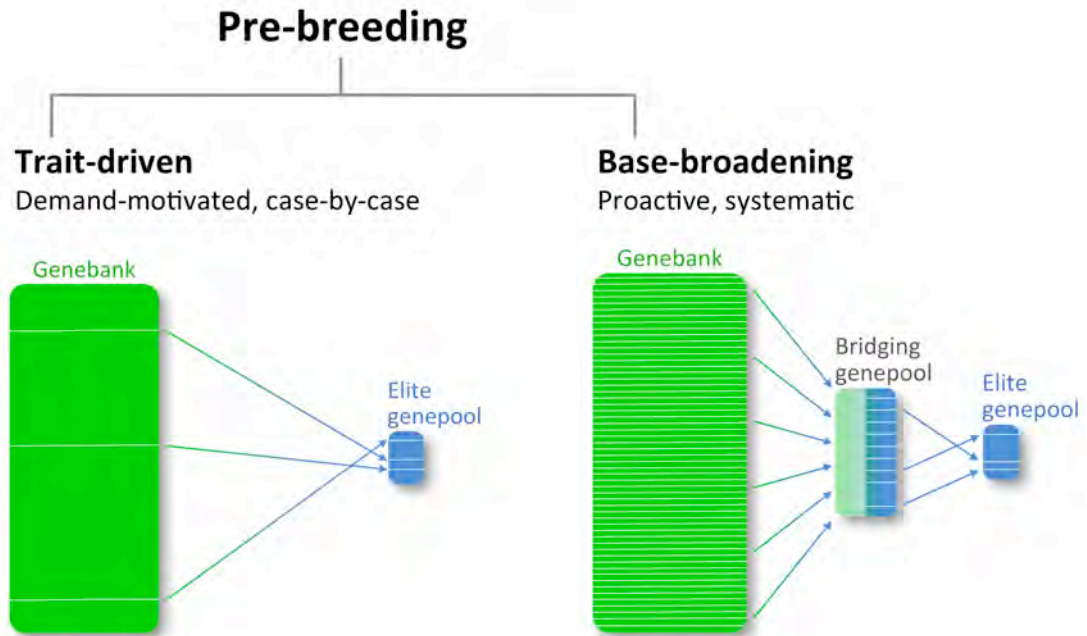 Pre-breeding
Trait-driven
Demand-motivated, case-by-case
Genebank
Elite
genepool
Base-broadening
Proactive, systematic
Genebank
Bridging
genepool
Elite
genepool